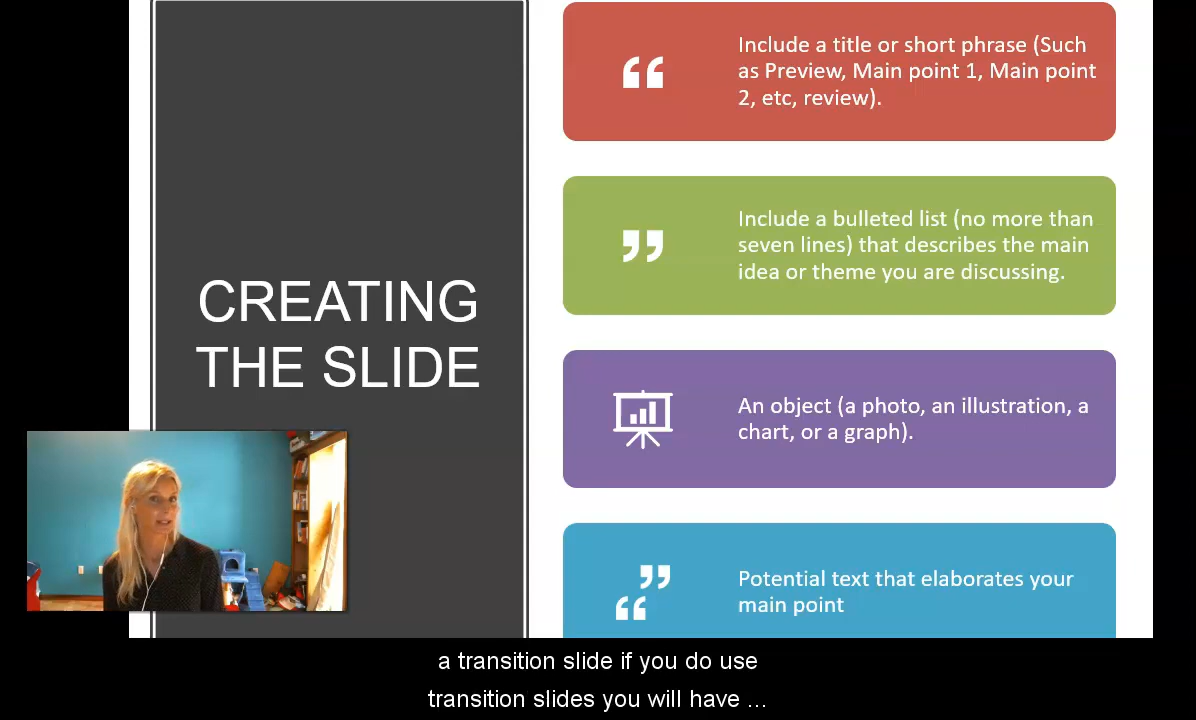 CREATING
THE SLIDE
Include a title or short phrase (Such
as Preview, Main point 1, Main point
2, etc, review).
Include a bulleted list (no more than
seven lines) that describes the main
idea or theme you are discussing.
An object (a photo, an illustration, a
chart, or a graph).
Potential text that elaborates your
main point
a transition slide if you do use
transition slides you will have ...